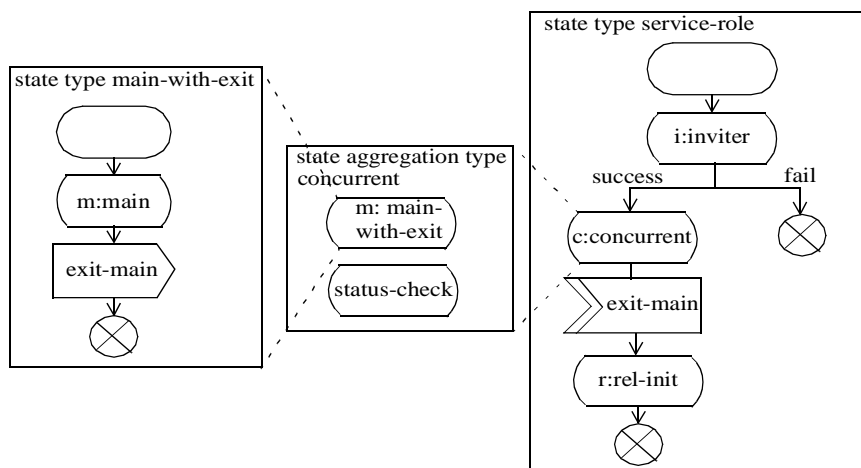 state type main-with-exit
m:main
exit-main
state aggregation type
concurrent
m: main-
with-exit
status-check
state type service-role
i:inviter
success
fail
c:concurrent
exit-main
r:rel-init